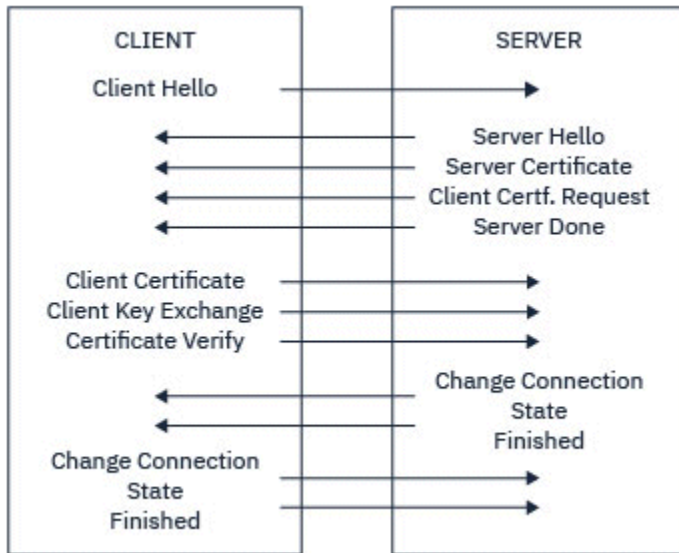 CLIENT
SERVER
Client Hello
Server Hello
Server Certificate
Client Certf. Request
Server Done
Client Certificate
Client Key Exchange
Certificate Verify
Change Connection
State
Finished
Change Connection
State
Finished